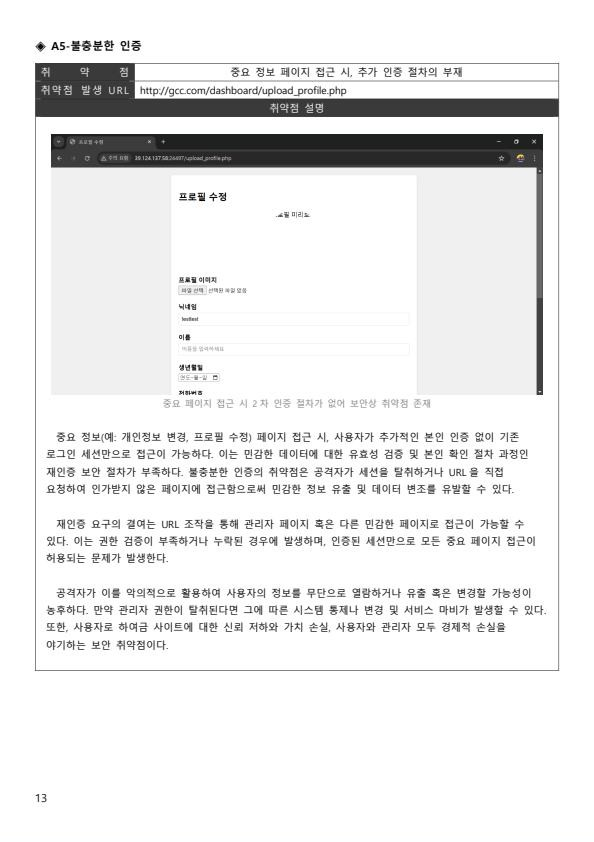 ◈ A5-불충분한 인증
취 약 점 중요 정보 페이지 접근 시, 추가 인증 절차의 부재
취약점 발생 URL http://gcc.com/dashboard/upload_profile.php
취약점 설명
프로필 수정
주의 요함 39.124.137.58:24497/upload_profile.php
프로필 수정
프로필 이미지
파일 선택 선택된 파일 없음
닉네임
testtest
이름
이름을 입력하세요
생년월일
연도-월-일
전화번호
중요 페이지 접근 시 2 차 인증 절차가 없어 보안상 취약점 존재
중요 정보(예: 개인정보 변경, 프로필 수정) 페이지 접근 시, 사용자가 추가적인 본인 인증 없이 기존
로그인 세션만으로 접근이 가능하다. 이는 민감한 데이터에 대한 유효성 검증 및 본인 확인 절차 과정인
재인증 보안 절차가 부족하다. 불충분한 인증의 취약점은 공격자가 세션을 탈취하거나 URL 을 직접
요청하여 인가받지 않은 페이지에 접근함으로써 민감한 정보 유출 및 데이터 변조를 유발할 수 있다.
재인증 요구의 결여는 URL 조작을 통해 관리자 페이지 혹은 다른 민감한 페이지로 접근이 가능할 수
있다. 이는 권한 검증이 부족하거나 누락된 경우에 발생하며, 인증된 세션만으로 모든 중요 페이지 접근이
허용되는 문제가 발생한다.
공격자가 이를 악의적으로 활용하여 사용자의 정보를 무단으로 열람하거나 유출 혹은 변경할 가능성이
농후하다. 만약 관리자 권한이 탈취된다면 그에 따른 시스템 통제나 변경 및 서비스 마비가 발생할 수 있다.
또한, 사용자로 하여금 사이트에 대한 신뢰 저하와 가치 손실, 사용자와 관리자 모두 경제적 손실을
야기하는 보안 취약점이다.
13